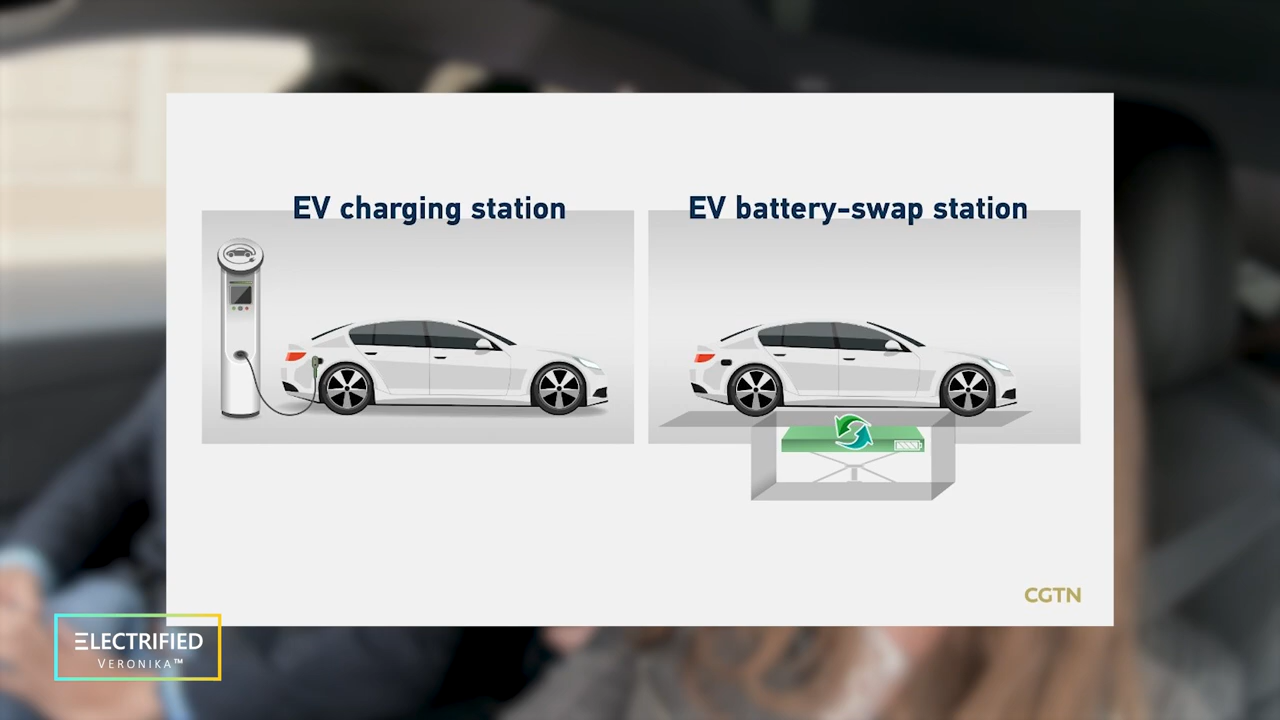 EV charging station
EV battery-swap station
CGTN
ELECTRIFIED
VERONIKA™